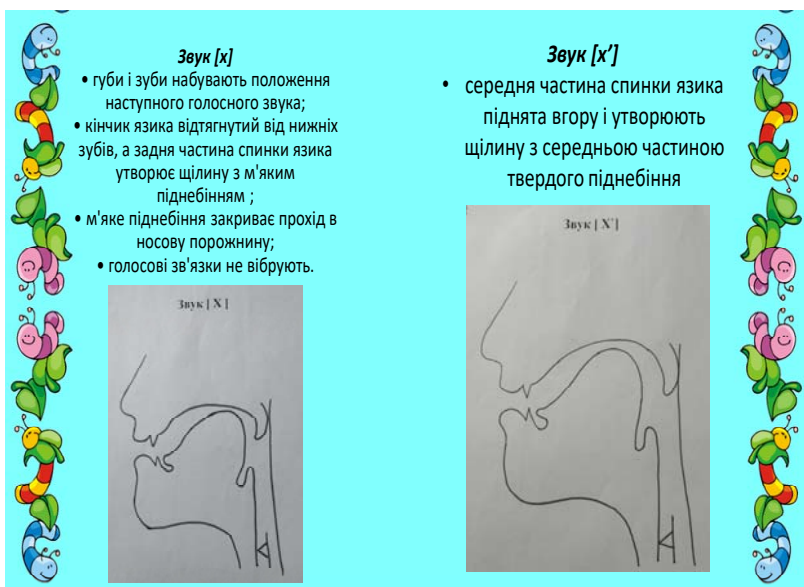 Звук [х]
• губи і зуби набувають положення
наступного голосного звука;
• кінчик язика відтягнутий від нижніх
зубів, а задня частина спинки язика
утворює щілину з м'яким
піднебінням ;
• м'яке піднебіння закриває прохід в
носову порожнину;
• голосові зв'язки не вібрують.
Звук [ Х ]
Звук [х′]
• середня частина спинки язика
піднята вгору і утворюють
щілину з середньою частиною
твердого піднебіння
Звук [ Х′]